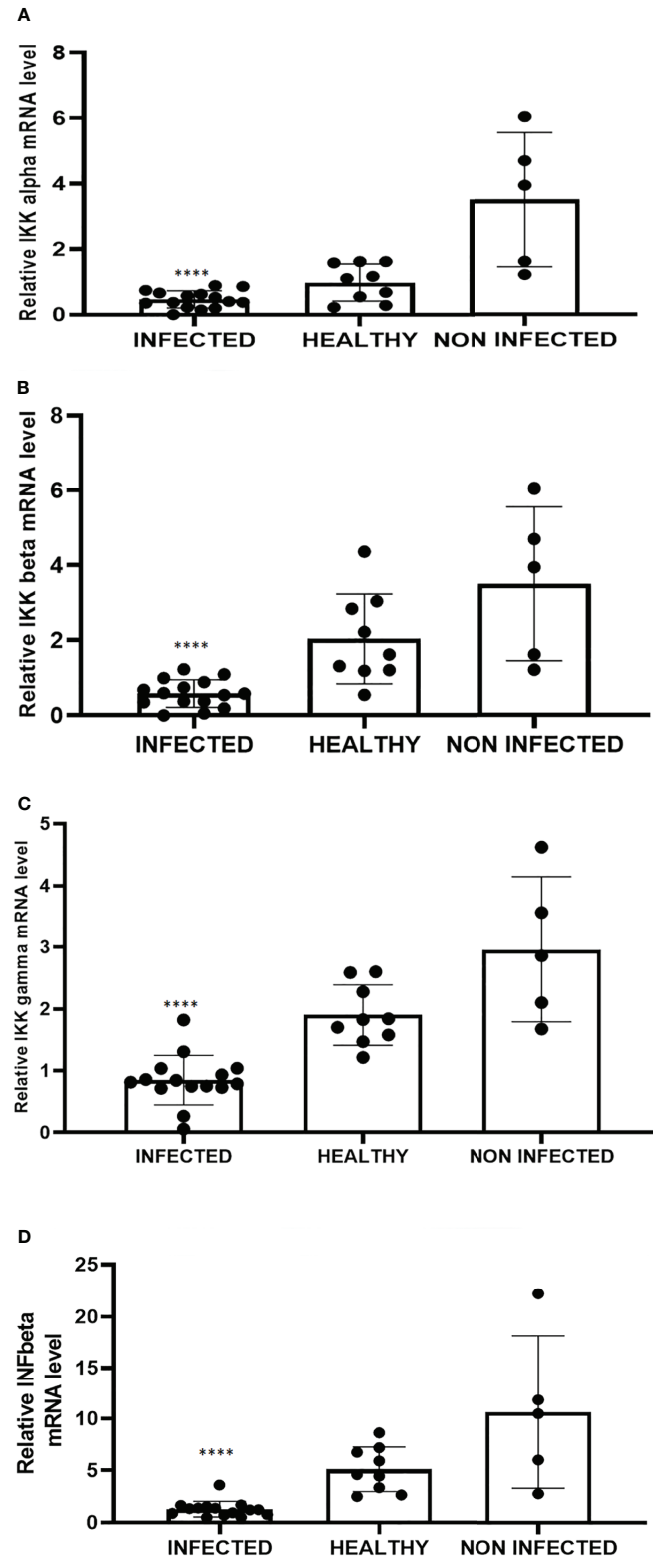 A
Relative IKK alpha mRNA level
8
6
4
2
0
****
INFECTED HEALTHY NON INFECTED
B
Relative IKK beta mRNA level
8
6
4
2
0
****
INFECTED HEALTHY NON INFECTED
C
Relative IKK gamma mRNA level
5
4
3
2
1
0
****
INFECTED HEALTHY NON INFECTED
D
Relative INFbeta
mRNA level
25
20
15
10
5
0
****
INFECTED HEALTHY NON INFECTED